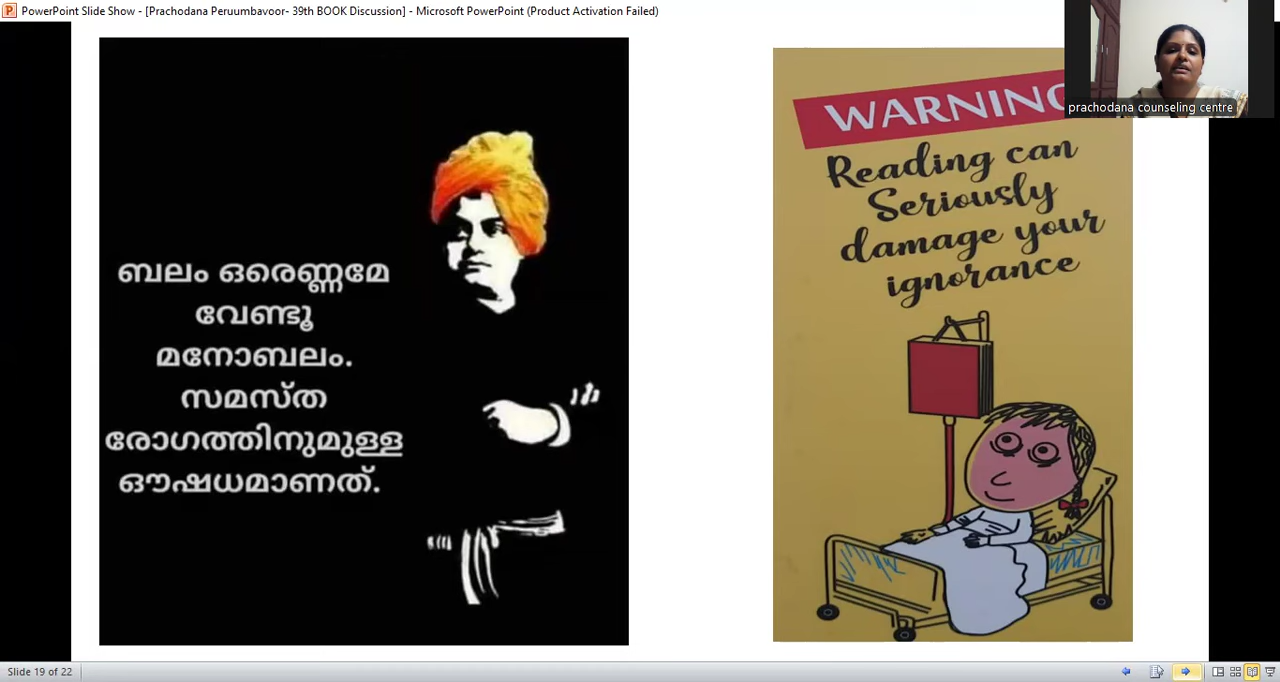 PowerPoint Slide Show - [Prachodana Peruumbavoor- 39th BOOK Discussion] - Microsoft PowerPoint (Product Activation Failed)
prachodana counseling centre
ബലം ഒരെണ്ണമേ
വേണ്ടൂ
മനോബലം.
സമസ്ത
രോഗത്തിനുമുള്ള
ഔഷധമാണത്.
WARNING
Reading can
Seriously
damage your
ignorance
Slide 19 of 22